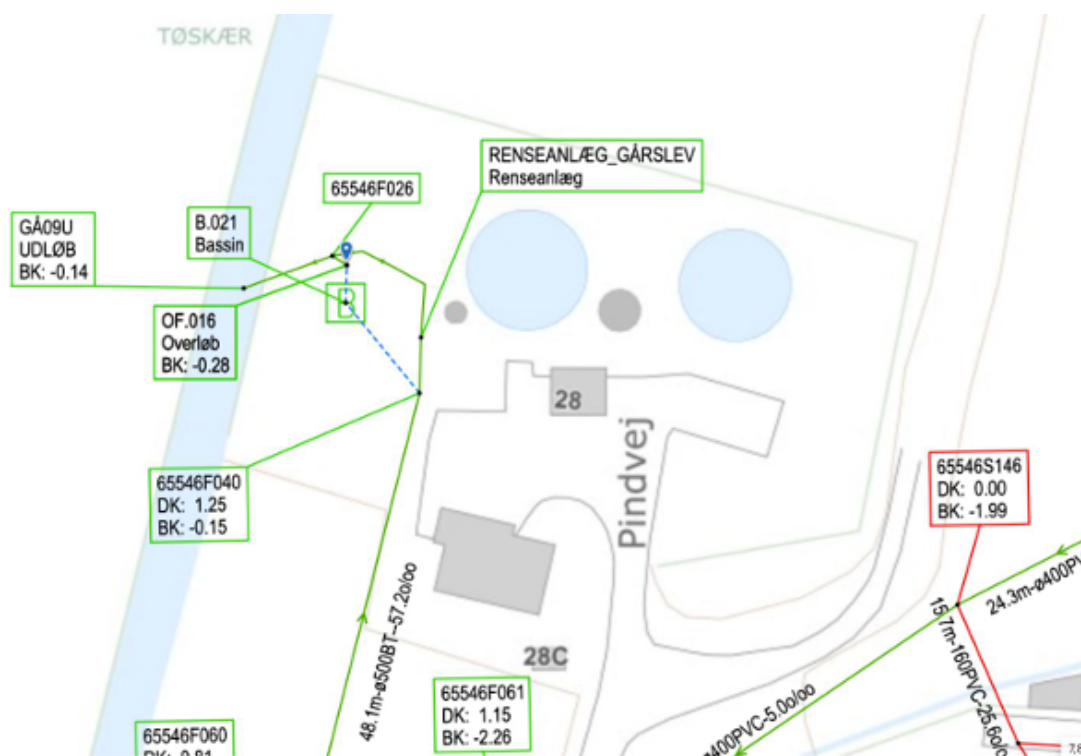 TØSKÆR
RENSEANLÆG_GÅRSLEV
Renseanlæg
65546F026
GÅ09U
UDLØB
BK: -0.14
B.021
Bassin
B
OF.016
Overløb
BK: -0.28
28
Pindvej
65546F040
DK: 1.25
BK: -0.15
65546S146
DK: 0.00
BK: -1.99
24.3m-ø400PV
15.7m-160PVC-25.6o/o
48.1m-ø500BT--57.2o/oo
28C
65546F061
DK: 1.15
BK: -2.26
ø400PVC-5.0o/oo
65546F060